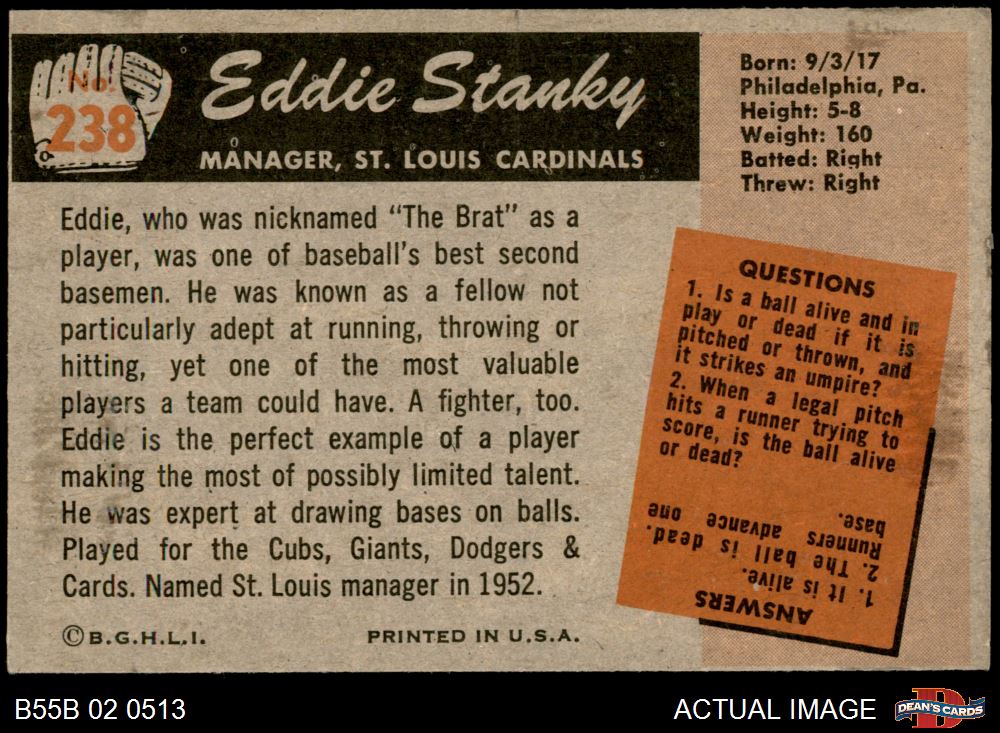 No.
238
Eddie Stanky
MANAGER, ST. LOUIS CARDINALS
Born: 9/3/17
Philadelphia, Pa.
Height: 5-8
Weight: 160
Batted: Right
Threw: Right
Eddie, who was nicknamed “The Brat” as a
player, was one of baseball’s best second
basemen. He was known as a fellow not
particularly adept at running, throwing or
hitting, yet one of the most valuable
players a team could have. A fighter, too.
Eddie is the perfect example of a player
making the most of possibly limited talent.
He was expert at drawing bases on balls.
Played for the Cubs, Giants, Dodgers &
Cards. Named St. Louis manager in 1952.
©B.G.H.L.I.
PRINTED IN U.S.A.
QUESTIONS
1. Is a ball alive and in
play or dead if it is
pitched or thrown, and
it strikes an umpire?
2. When a legal pitch
hits a runner trying to
score, is the ball alive
or dead?
ANSWERS
1. It is alive.
2. The ball is dead.
Runners advance one
base.
B55B 02 0513
ACTUAL IMAGE
D
DEAN'S CARDS